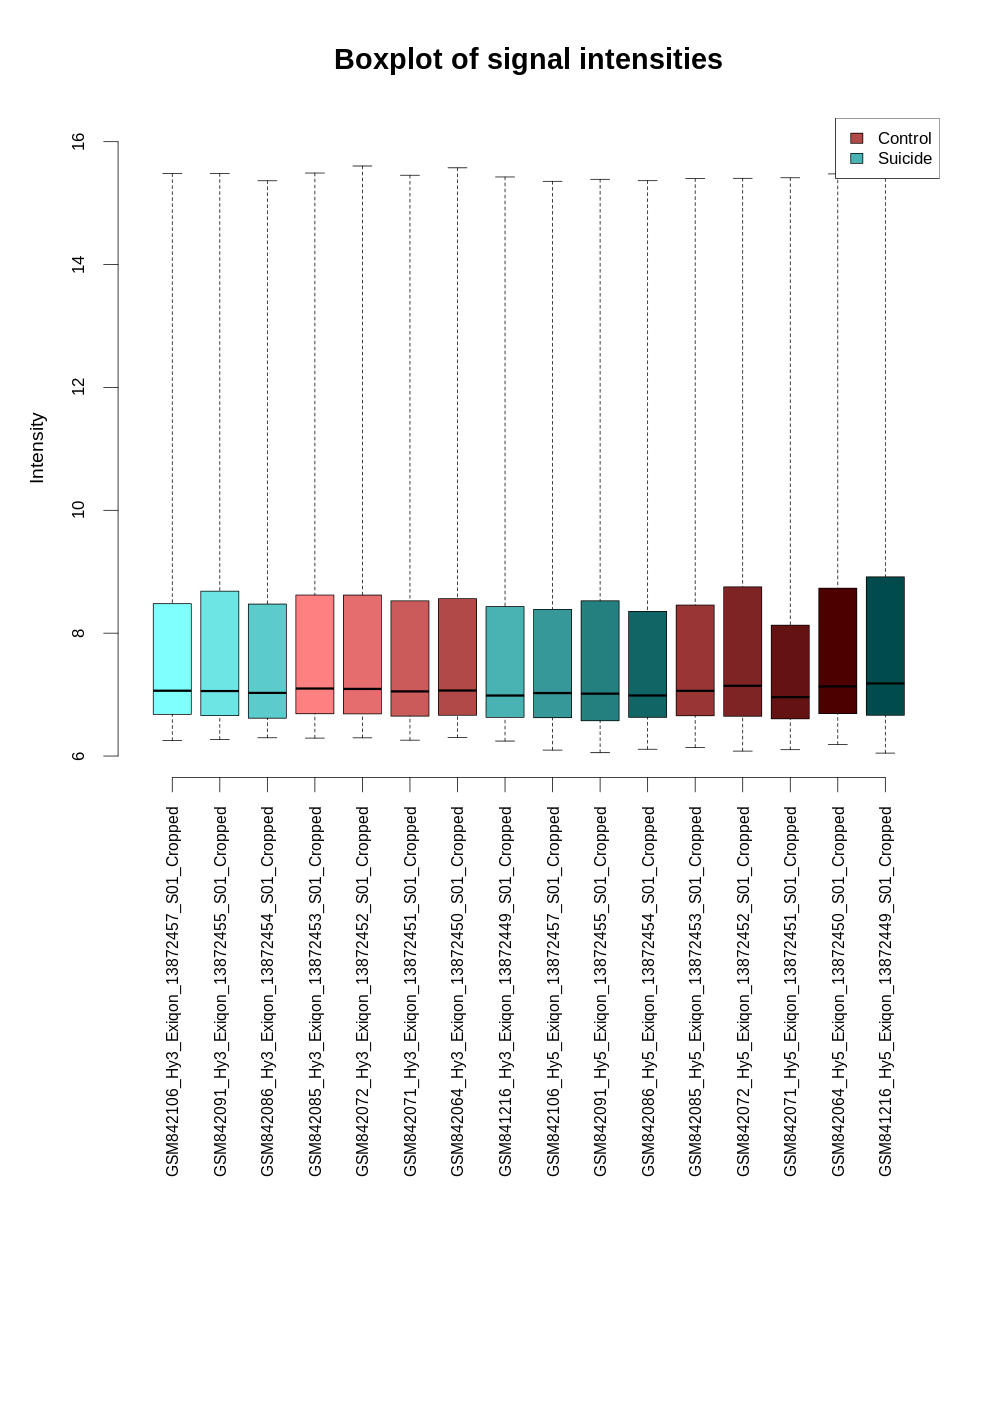 Boxplot of signal intensities
Control
Suicide
Intensity
16
14
12
10
8
6
GSM842106_Hy3_Exiqon_13872457_S01_Cropped
GSM842091_Hy3_Exiqon_13872455_S01_Cropped
GSM842086_Hy3_Exiqon_13872454_S01_Cropped
GSM842085_Hy3_Exiqon_13872453_S01_Cropped
GSM842072_Hy3_Exiqon_13872452_S01_Cropped
GSM842071_Hy3_Exiqon_13872451_S01_Cropped
GSM842064_Hy3_Exiqon_13872450_S01_Cropped
GSM841216_Hy3_Exiqon_13872449_S01_Cropped
GSM842106_Hy5_Exiqon_13872457_S01_Cropped
GSM842091_Hy5_Exiqon_13872455_S01_Cropped
GSM842086_Hy5_Exiqon_13872454_S01_Cropped
GSM842085_Hy5_Exiqon_13872453_S01_Cropped
GSM842072_Hy5_Exiqon_13872452_S01_Cropped
GSM842071_Hy5_Exiqon_13872451_S01_Cropped
GSM842064_Hy5_Exiqon_13872450_S01_Cropped
GSM841216_Hy5_Exiqon_13872449_S01_Cropped